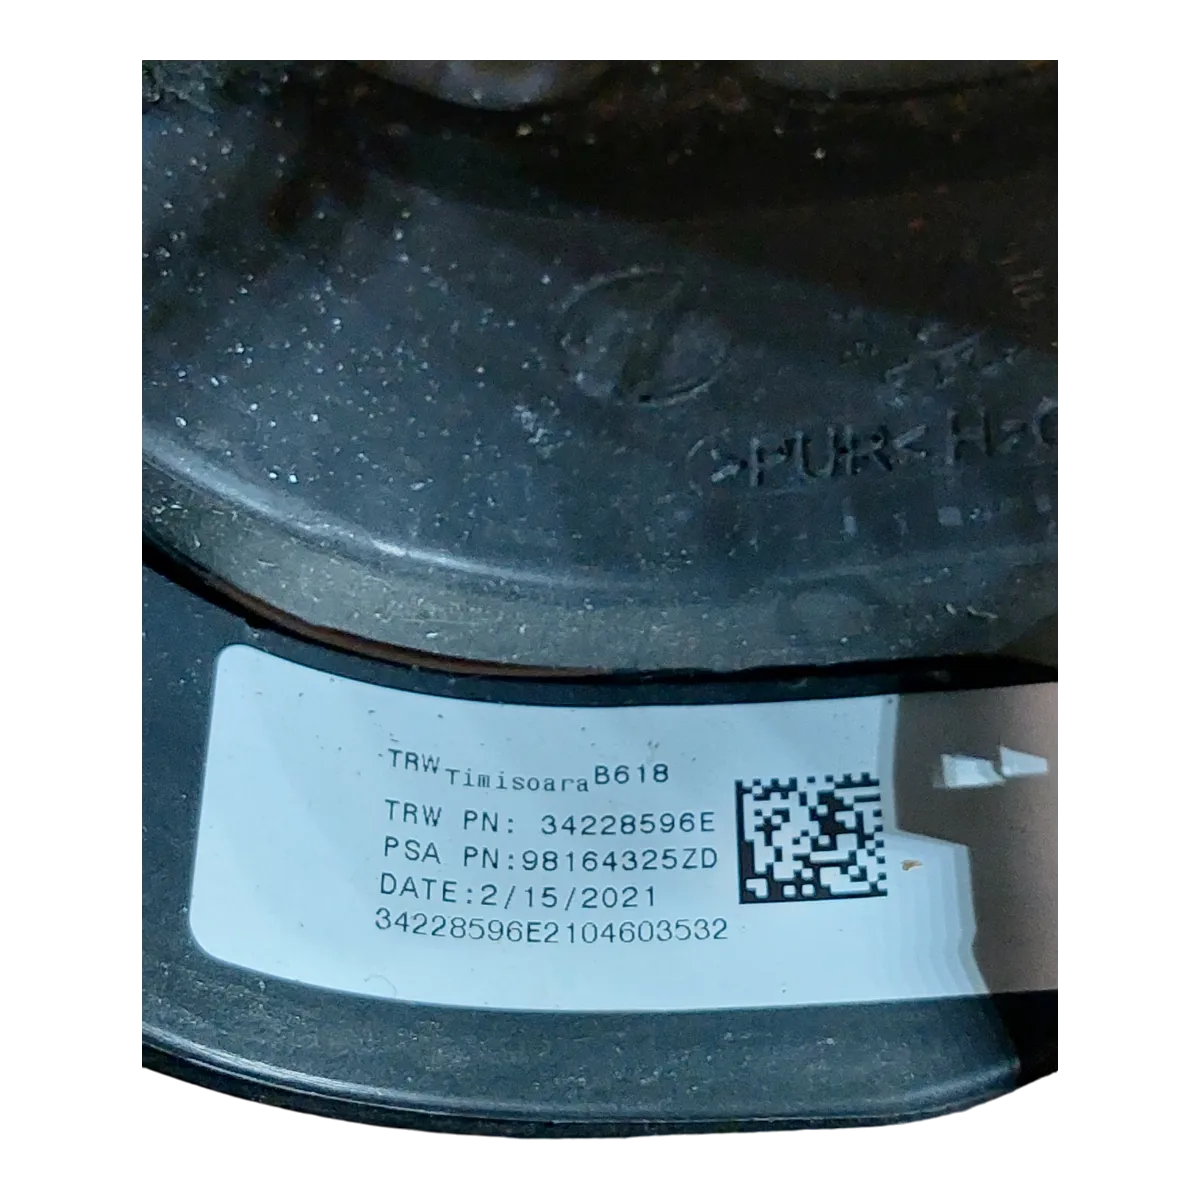 >PUR<
TRW Timisoara B618
TRW PN: 34228596E
PSA PN:98164325ZD
DATE:2/15/2021
34228596E2104603532